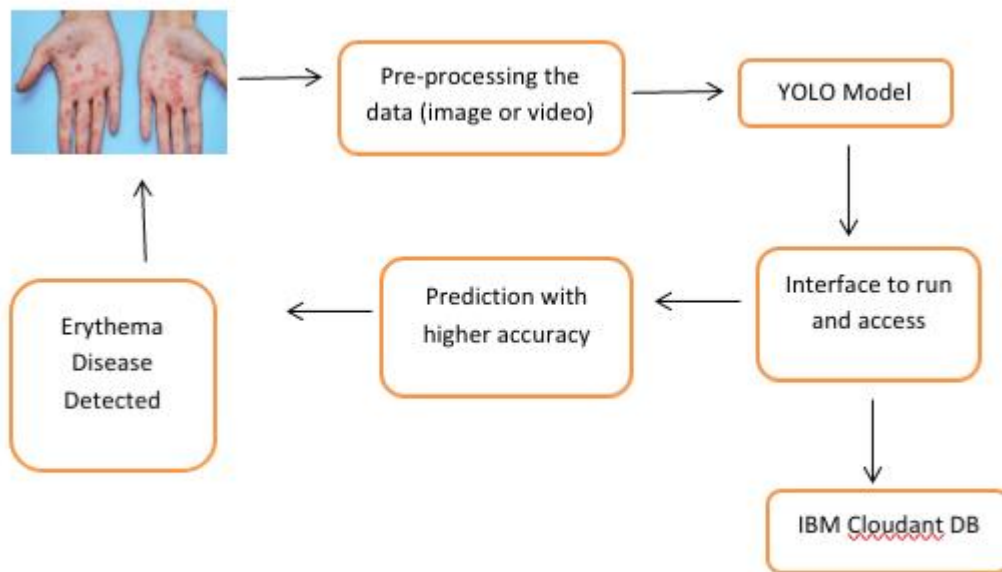 Pre-processing the
data (image or video)
YOLO Model
Interface to run
and access
Prediction with
higher accuracy
Erythema
Disease
Detected
IBM Cloudant DB